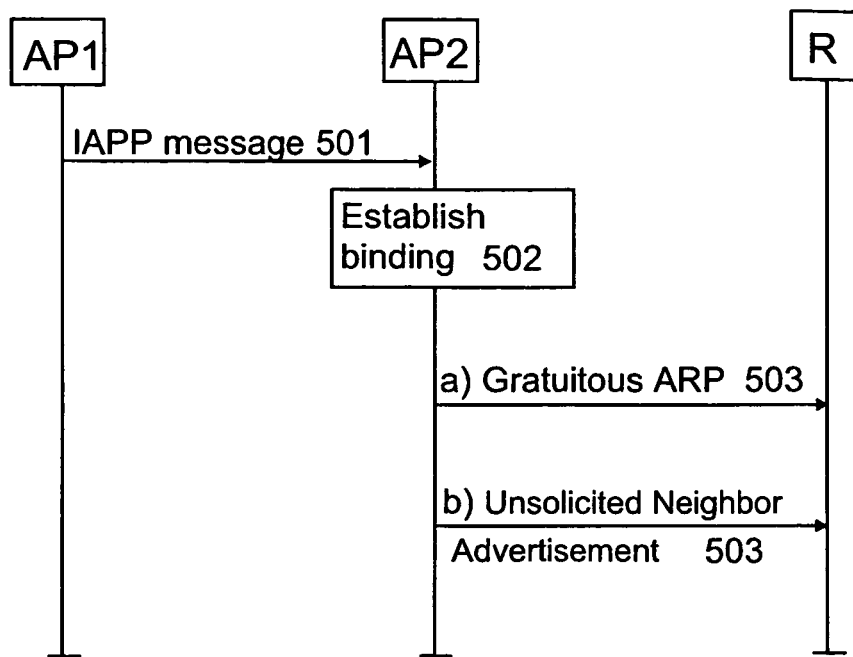 AP1
AP2
R
IAPP message 501
Establish
binding 502
a) Gratuitous ARP 503
b) Unsolicited Neighbor
Advertisement 503